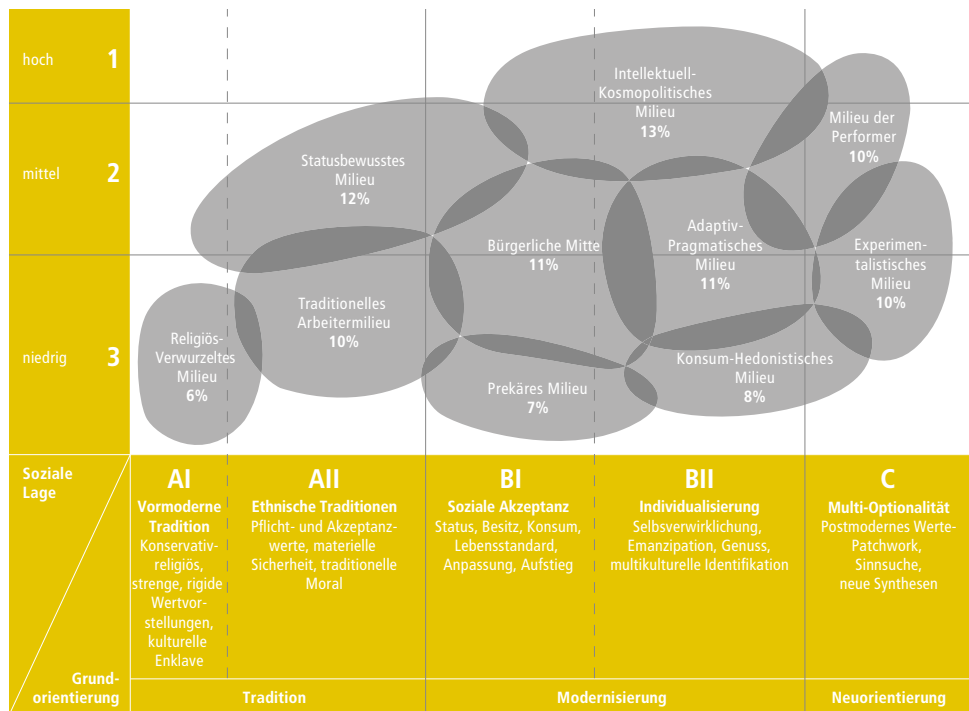 hoch 1
mittel 2
niedrig 3
Intellektuell-
Kosmopolitisches
Milieu
13%
Milieu der
Performer
10%
Statusbewusstes
Milieu
12%
Bürgerliche Mitte
11%
Adaptiv-
Pragmatisches
Milieu
11%
Experimen-
talistisches
Milieu
10%
Traditionelles
Arbeitermilieu
10%
Religiös-
Verwurzeltes
Milieu
6%
Prekäres Milieu
7%
Konsum-Hedonistisches
Milieu
8%
Soziale
Lage
Grund-
orientierung
AI
Vormoderne
Tradition
Konservativ-
religiös,
strenge, rigide
Wertvor-
stellungen,
kulturelle
Enklave
AII
Ethnische Traditionen
Pflicht- und Akzeptanz-
werte, materielle
Sicherheit, traditionelle
Moral
BI
Soziale Akzeptanz
Status, Besitz, Konsum,
Lebensstandard,
Anpassung, Aufstieg
BII
Individualisierung
Selbsverwirklichung,
Emanzipation, Genuss,
multikulturelle Identifikation
C
Multi-Optionalität
Postmodernes Werte-
Patchwork,
Sinnsuche,
neue Synthesen
Tradition
Modernisierung
Neuorientierung